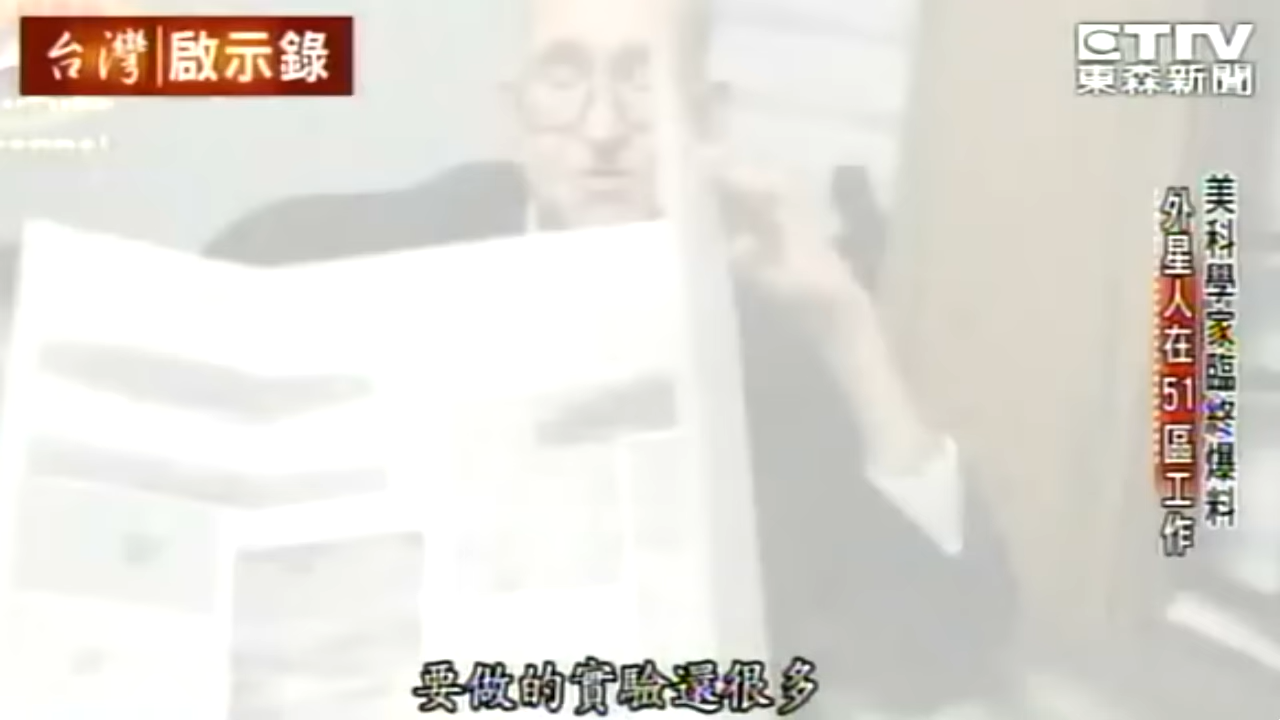 台灣|啟示錄
ETTV
東森新聞
美科學家臨終爆料
外星人在51區工作
要做的實驗還很多